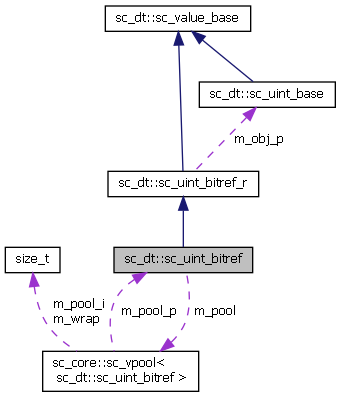 sc_dt::sc_value_base
sc_dt::sc_uint_base
m_obj_p
sc_dt::sc_uint_bitref_r
size_t
sc_dt::sc_uint_bitref
m_pool_i
m_wrap
m_pool_p
m_pool
sc_core::sc_vpool<
sc_dt::sc_uint_bitref >